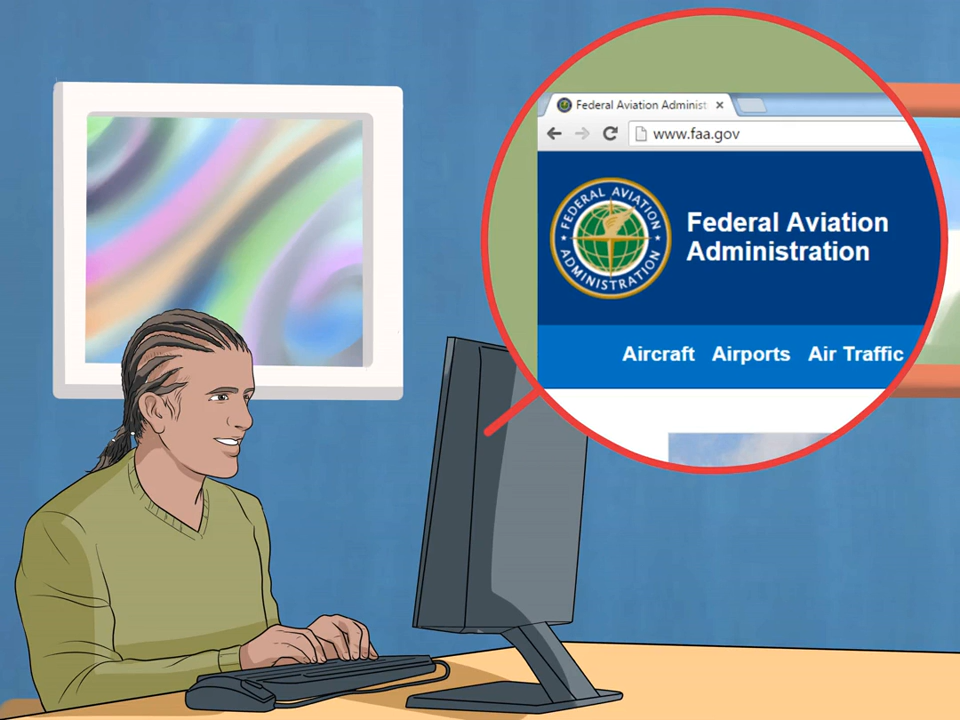 Federal Aviation Administ
www.faa.gov
FEDERAL AVIATION
ADMINISTRATION
Federal Aviation
Administration
Aircraft Airports Air Traffic